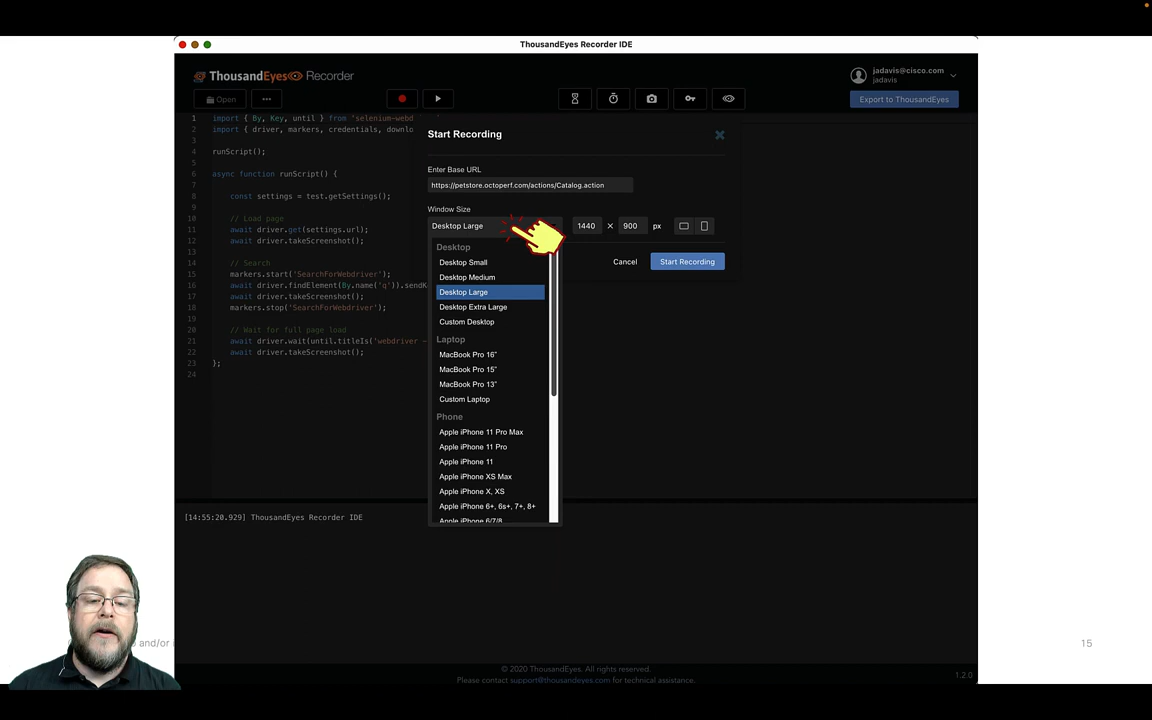 ThousandEyes Recorder IDE
ThousandEyes Recorder
jadavis@cisco.com
jadavis
Open
Export to ThousandEyes
1 import { By, Key, until } from 'selenium-webd
2 import { driver, markers, credentials, downlo
3
4 runScript();
5
6 async function runScript() {
7
8 const settings = test.getSettings();
9
10 // Load page
11 await driver.get(settings.url);
12 await driver.takeScreenshot();
13
14 // Search
15 markers.start('SearchForWebdriver');
16 await driver.findElement(By.name('q')).sendK
17 await driver.takeScreenshot();
18 markers.stop('SearchForWebdriver');
19
20 // Wait for full page load
21 await driver.wait(until.titleIs('webdriver –
22 await driver.takeScreenshot();
23 };
24
Start Recording
Enter Base URL
https://petstore.octoperf.com/actions/Catalog.action
Window Size
Desktop Large
1440 × 900 px
Cancel
Start Recording
Desktop
Desktop Small
Desktop Medium
Desktop Large
Desktop Extra Large
Custom Desktop
Laptop
MacBook Pro 16"
MacBook Pro 15"
MacBook Pro 13"
Custom Laptop
Phone
Apple iPhone 11 Pro Max
Apple iPhone 11 Pro
Apple iPhone 11
Apple iPhone XS Max
Apple iPhone X, XS
Apple iPhone 6+, 6s+, 7+, 8+
Apple iPhone 6/7/8
[14:55:20.929] ThousandEyes Recorder IDE
and/or
15
© 2020 ThousandEyes. All rights reserved.
Please contact support@thousandeyes.com for technical assistance.
1.2.0